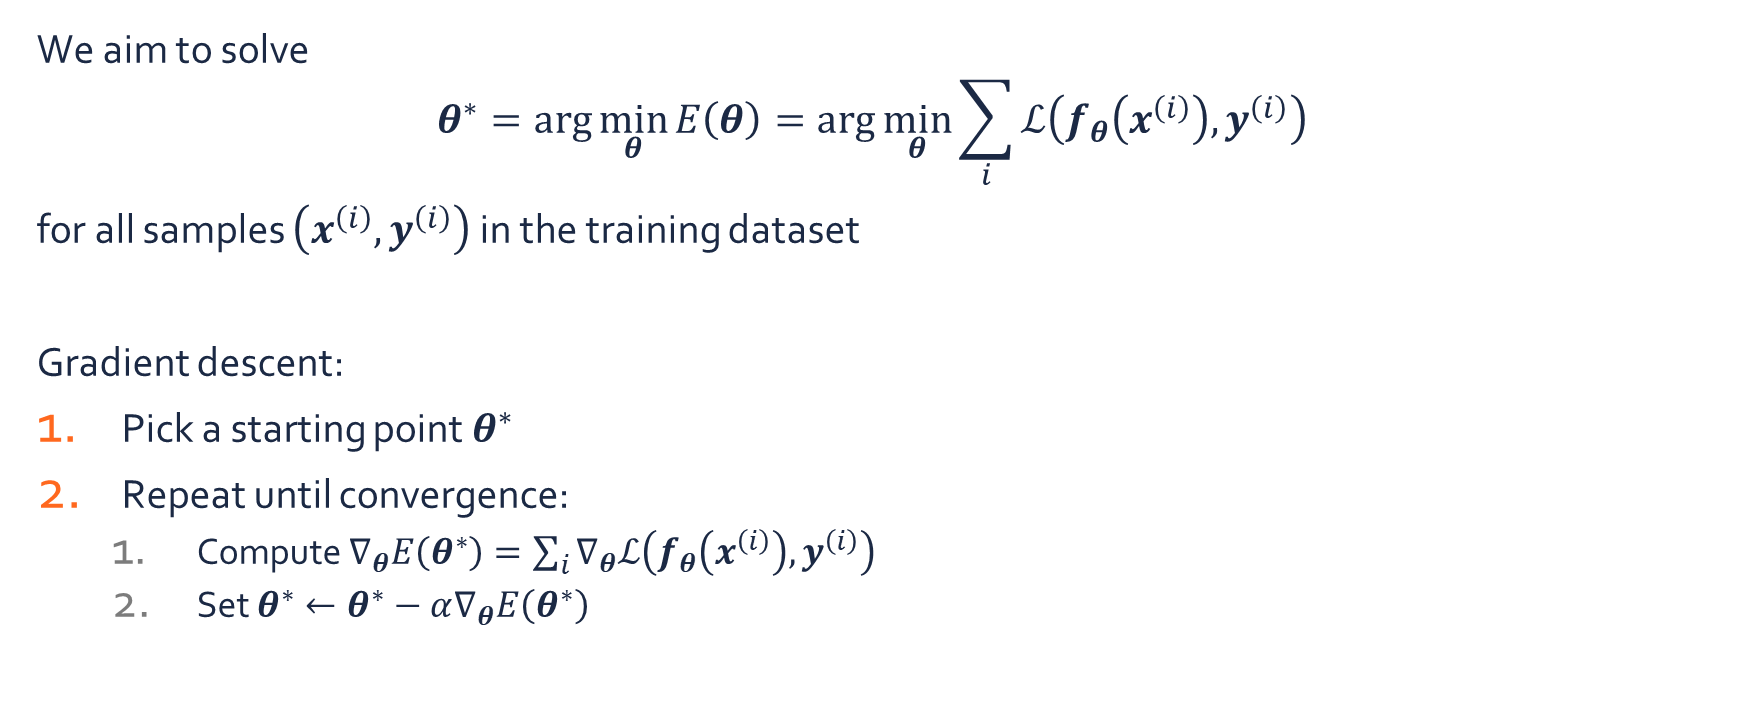 We aim to solve
𝜽* = arg min_𝜽 E(𝜽) = arg min_𝜽 ∑_i ℒ(𝒇_𝜽(𝒙^(i)), 𝒚^(i))
for all samples (𝒙^(i), 𝒚^(i)) in the training dataset
Gradient descent:
1. Pick a starting point 𝜽*
2. Repeat until convergence:
1. Compute ∇_𝜽E(𝜽*) = ∑_i ∇_𝜽ℒ(𝒇_𝜽(𝒙^(i)), 𝒚^(i))
2. Set 𝜽* ← 𝜽* − α∇_𝜽E(𝜽*)